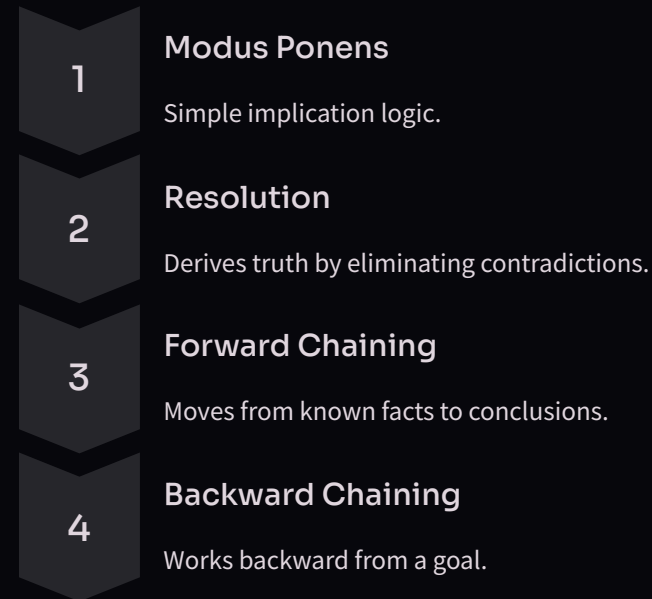 1
Modus Ponens
Simple implication logic.
2
Resolution
Derives truth by eliminating contradictions.
3
Forward Chaining
Moves from known facts to conclusions.
4
Backward Chaining
Works backward from a goal.